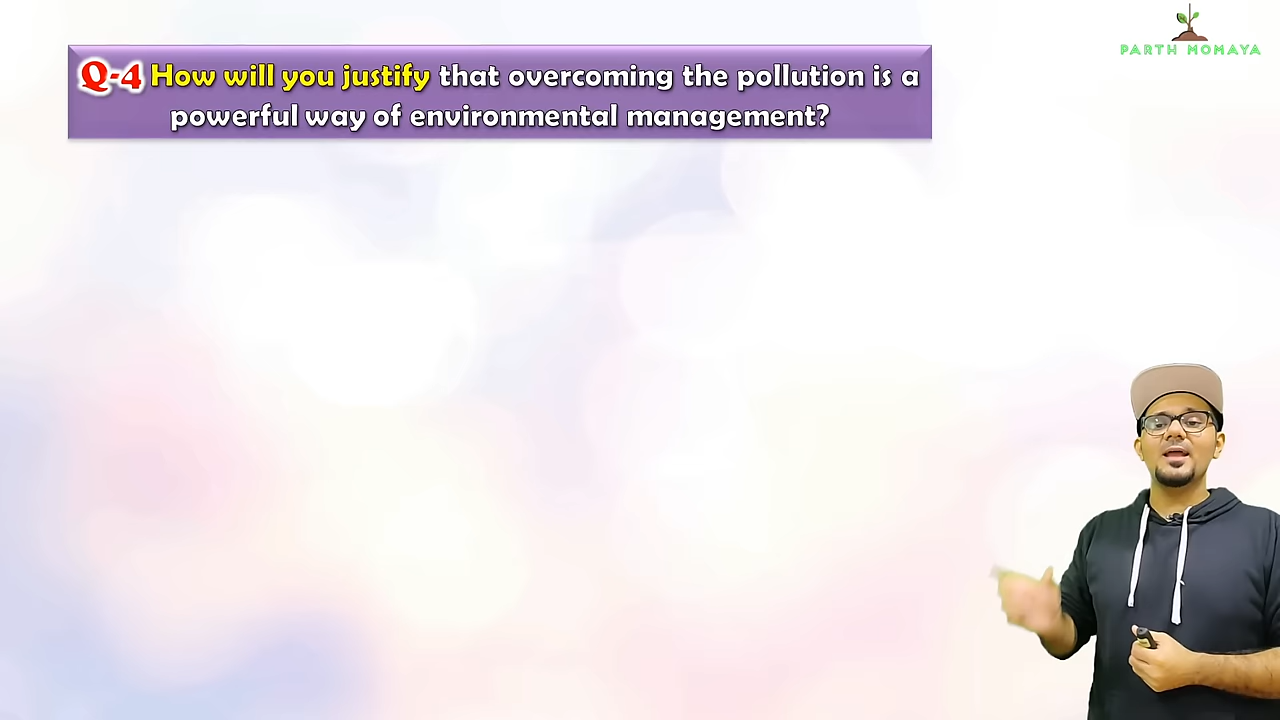 PARTH MOMAYA
Q-4 How will you justify that overcoming the pollution is a
powerful way of environmental management?